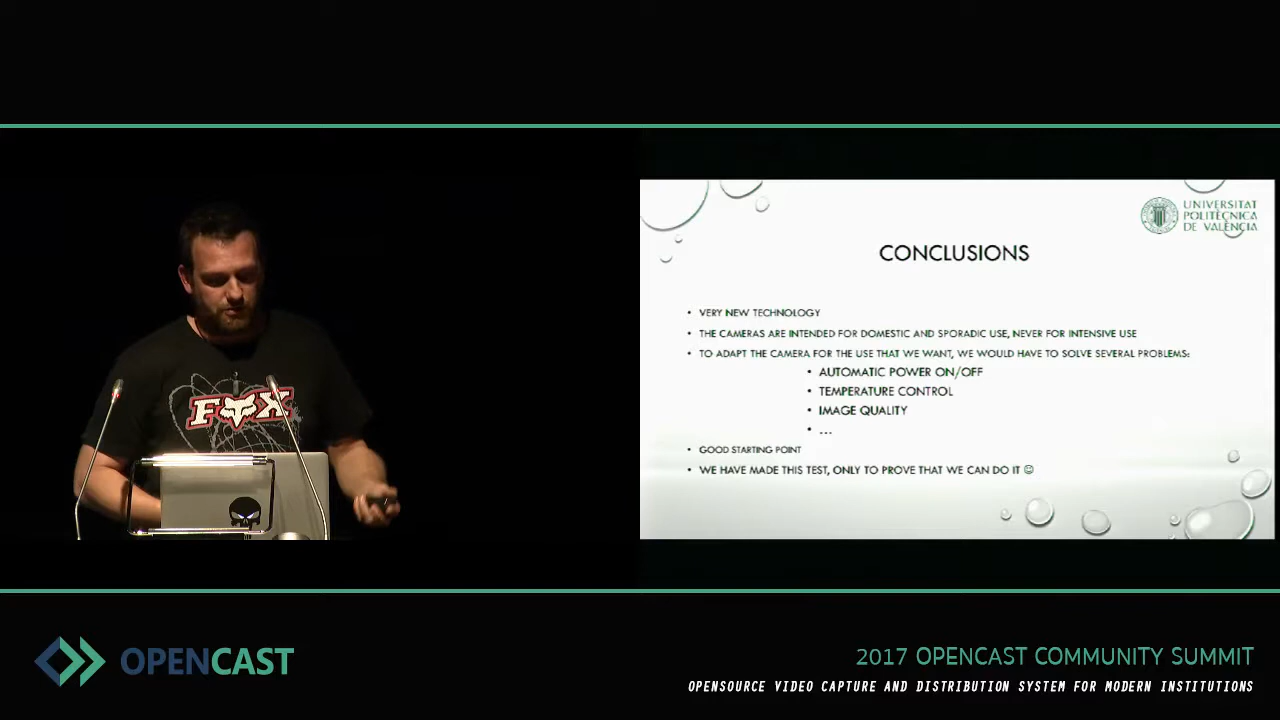 FOX
UNIVERSITAT
POLITÈCNICA
DE VALÈNCIA
CONCLUSIONS
• VERY NEW TECHNOLOGY
• THE CAMERAS ARE INTENDED FOR DOMESTIC AND SPORADIC USE, NEVER FOR INTENSIVE USE
• TO ADAPT THE CAMERA FOR THE USE THAT WE WANT, WE WOULD HAVE TO SOLVE SEVERAL PROBLEMS:
• AUTOMATIC POWER ON/OFF
• TEMPERATURE CONTROL
• IMAGE QUALITY
• ...
• GOOD STARTING POINT
• WE HAVE MADE THIS TEST, ONLY TO PROVE THAT WE CAN DO IT ☺
OPENCAST
2017 OPENCAST COMMUNITY SUMMIT
OPENSOURCE VIDEO CAPTURE AND DISTRIBUTION SYSTEM FOR MODERN INSTITUTIONS